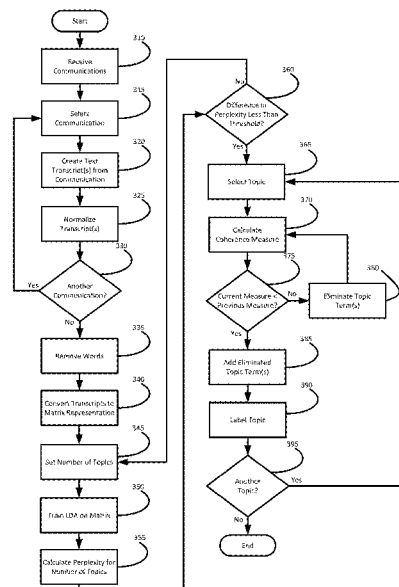 Start
315
Receive
Communications
315
Select
Communication
320
Create Text
Transcript(s) from
Communication
325
Normalize
Transcript(s)
330
Another
Communication?
Yes
No
335
Remove Words
340
Convert Transcripts to
Matrix Representation
345
Set Number of Topics
350
Train LDA on Matrix
355
Calculate Perplexity for
Number of Topics
360
No
Difference in
Perplexity Less Than
Threshold?
Yes
365
Select Topic
370
Calculate
Coherence Measure
375
380
Current Measure <
Previous Measure?
No
Eliminate Topic
Term(s)
Yes
385
Add Eliminated
Topic Term(s)
390
Label Topic
395
Another
Topic?
Yes
No
End